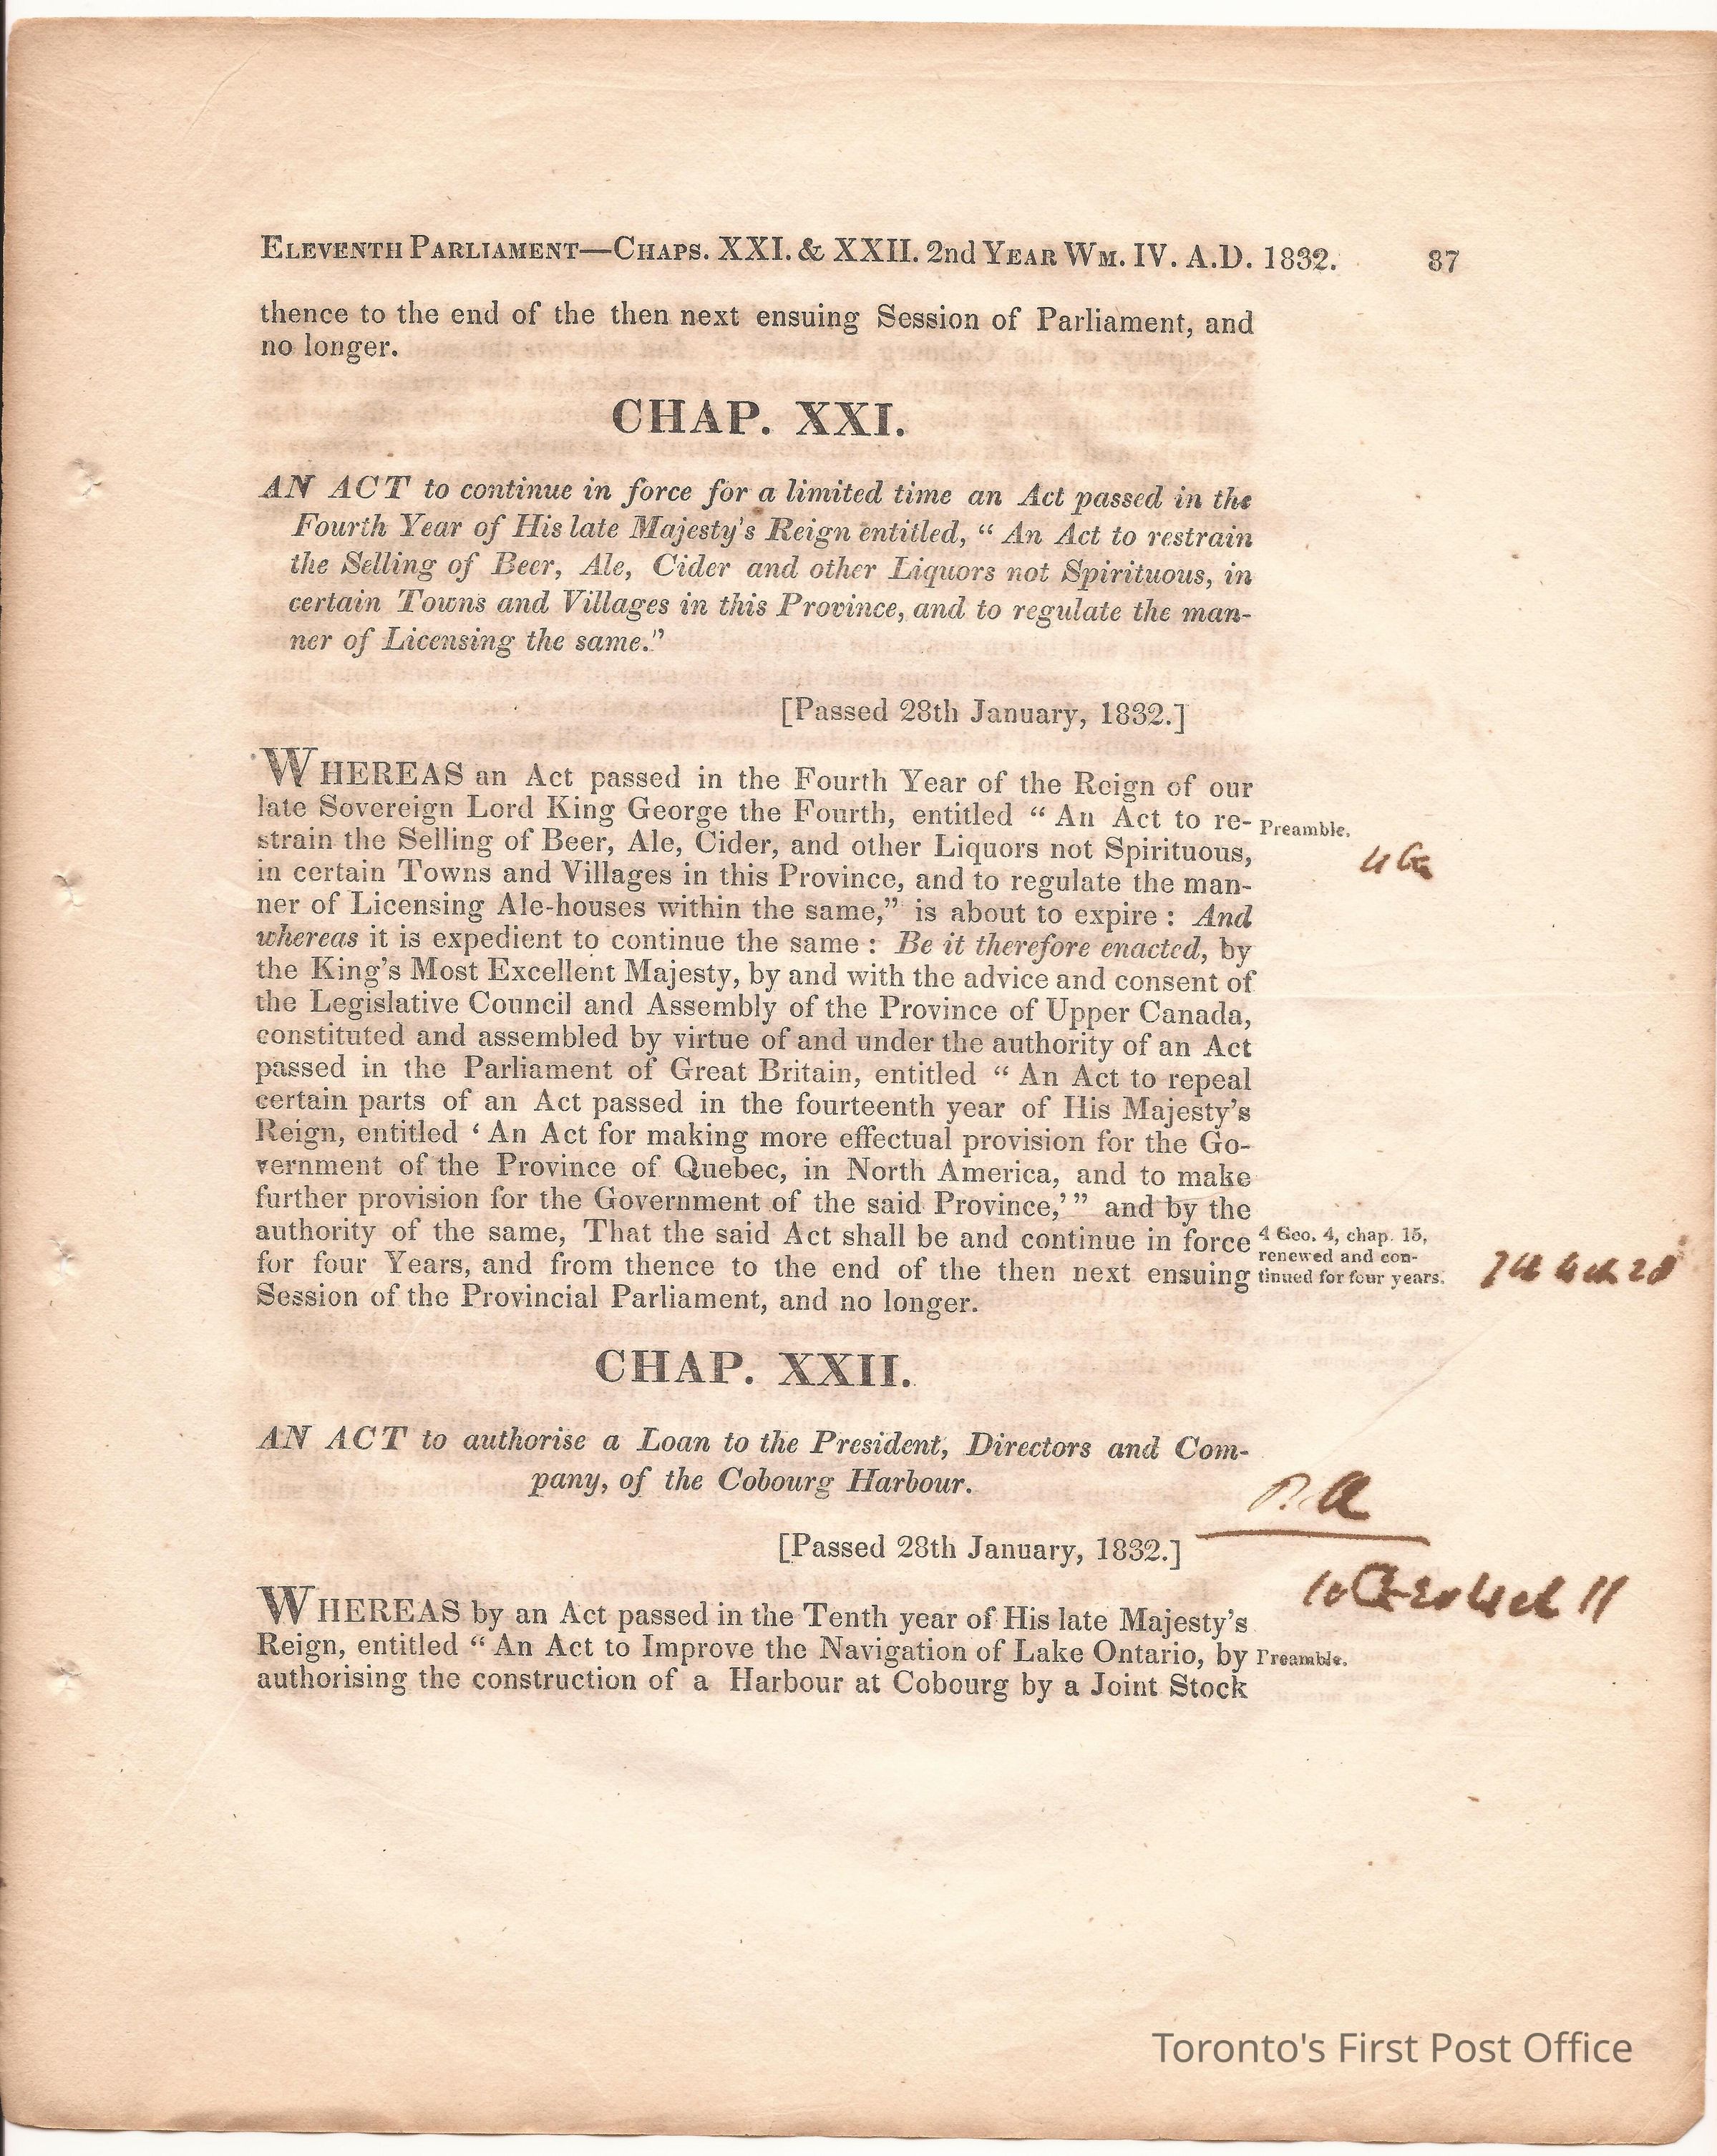 ELEVENTH PARLIAMENT—CHAPS. XXI. & XXII. 2nd YEAR WM. IV. A.D. 1832. 87
thence to the end of the then next ensuing Session of Parliament, and
no longer.
CHAP. XXI.
AN ACT to continue in force for a limited time an Act passed in the
Fourth Year of His late Majesty's Reign entitled, “ An Act to restrain
the Selling of Beer, Ale, Cider and other Liquors not Spirituous, in
certain Towns and Villages in this Province, and to regulate the man-
ner of Licensing the same.”
[Passed 28th January, 1832.]
WHEREAS an Act passed in the Fourth Year of the Reign of our
late Sovereign Lord King George the Fourth, entitled “ An Act to re-
Preamble.
strain the Selling of Beer, Ale, Cider, and other Liquors not Spirituous,
in certain Towns and Villages in this Province, and to regulate the man-
ner of Licensing Ale-houses within the same,” is about to expire : And
whereas it is expedient to continue the same : Be it therefore enacted, by
the King's Most Excellent Majesty, by and with the advice and consent of
the Legislative Council and Assembly of the Province of Upper Canada,
constituted and assembled by virtue of and under the authority of an Act
passed in the Parliament of Great Britain, entitled “ An Act to repeal
certain parts of an Act passed in the fourteenth year of His Majesty's
Reign, entitled ‘ An Act for making more effectual provision for the Go-
vernment of the Province of Quebec, in North America, and to make
further provision for the Government of the said Province,’ ” and by the
authority of the same, That the said Act shall be and continue in force
for four Years, and from thence to the end of the then next ensuing
Session of the Provincial Parliament, and no longer.
4 Geo. 4, chap. 15,
renewed and con-
tinued for four years.
CHAP. XXII.
AN ACT to authorise a Loan to the President, Directors and Com-
pany, of the Cobourg Harbour.
[Passed 28th January, 1832.]
WHEREAS by an Act passed in the Tenth year of His late Majesty's
Reign, entitled “ An Act to Improve the Navigation of Lake Ontario, by
Preamble.
authorising the construction of a Harbour at Cobourg by a Joint Stock
Toronto's First Post Office